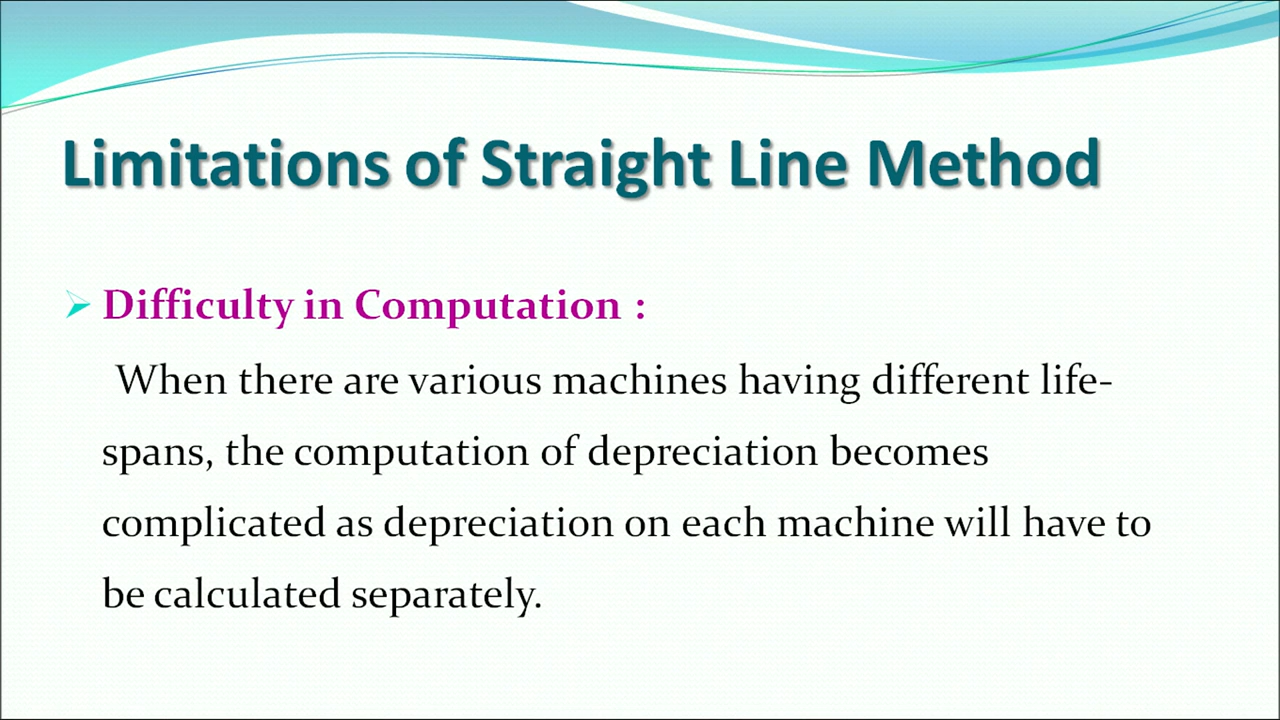 Limitations of Straight Line Method
Difficulty in Computation :
When there are various machines having different life-
spans, the computation of depreciation becomes
complicated as depreciation on each machine will have to
be calculated separately.